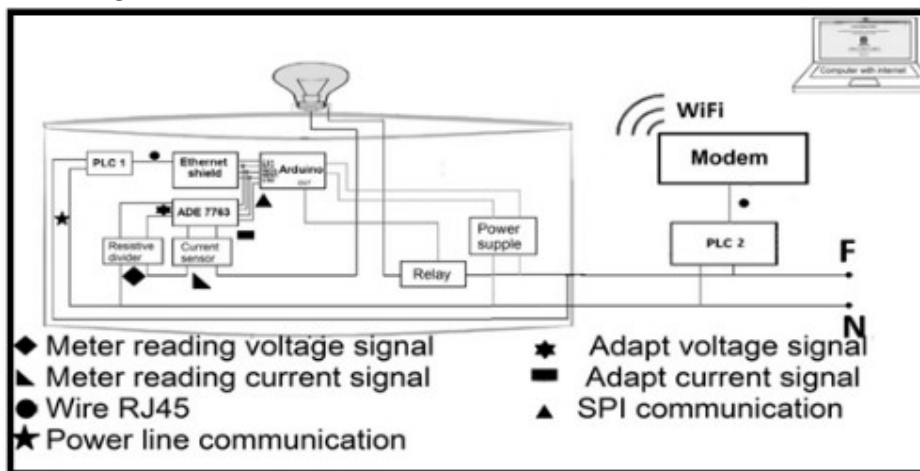 Computer with internet
WiFi
Modem
PLC 1
Ethernet shield
Arduino
OUT
ADE 7763
Resistive divider
Current sensor
Power supple
PLC 2
Relay
F
N
Meter reading voltage signal
Adapt voltage signal
Meter reading current signal
Adapt current signal
Wire RJ45
SPI communication
Power line communication